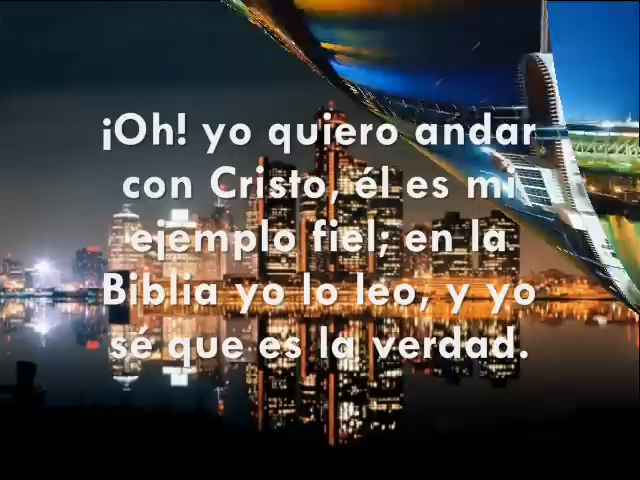 ¡Oh! yo quiero andar
con Cristo, él es mi
ejemplo fiel; en la
Biblia yo lo leo, y yo
sé que es la verdad.